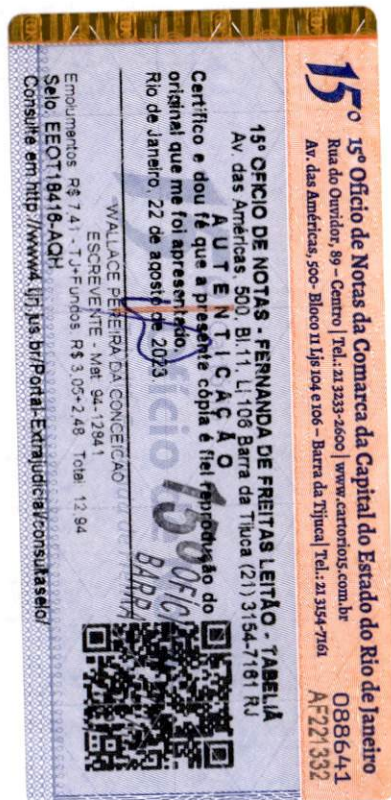 15º
15º Ofício de Notas da Comarca da Capital do Estado do Rio de Janeiro
Rua do Ouvidor, 89 – Centro | Tel.: 21 3233-2600 | www.cartorio15.com.br
Av. das Américas, 500 - Bloco 11 Ljs 104 e 106 – Barra da Tijuca | Tel.: 21 3154-7161
088641
AF221332
15º OFICIO DE NOTAS - FERNANDA DE FREITAS LEITÃO - TABELIÃ
Av. das Américas, 500, Bl.11, Lj 106 Barra da Tijuca (21) 3154-7161 RJ
A U T E N T I C A Ç Ã O
Certifico e dou fé que a presente cópia é fiel reprodução do
original que me foi apresentado.
Rio de Janeiro, 22 de agosto de 2023.
WALLACE PEREIRA DA CONCEICAO
ESCREVENTE - Mat. 94-12841
Emolumentos: R$ 7,41 - TJ+Fundos: R$ 3,05+2,48 Total: 12,94
Selo: EEOT18416-AQH
Consulte em http://www4.tjrj.us.br/Portal-Extrajudicial/consultaselo/
15º OFÍC
BARRA